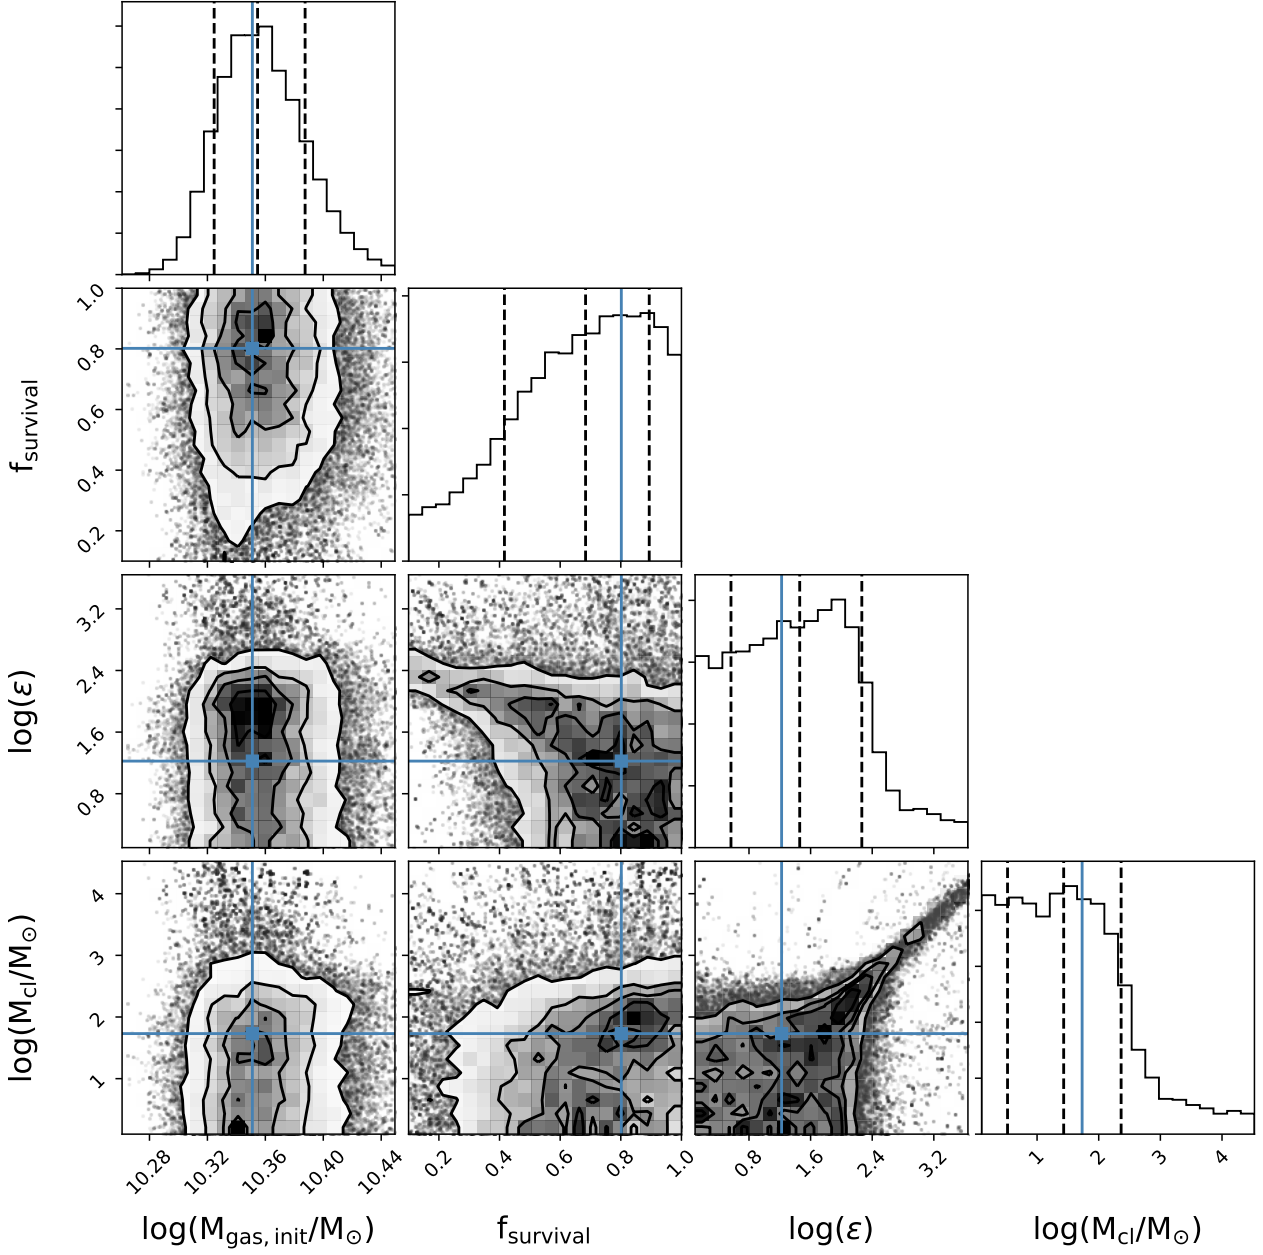 1.0
0.8
0.6
0.4
0.2
f_survival
3.2
2.4
1.6
0.8
log(ε)
4
3
2
1
log(M_cl/M_⊙)
10.28 10.32 10.36 10.40 10.44 0.2 0.4 0.6 0.8 1.0 0.8 1.6 2.4 3.2 1 2 3 4
log(M_gas, init/M_⊙) f_survival log(ε) log(M_cl/M_⊙)